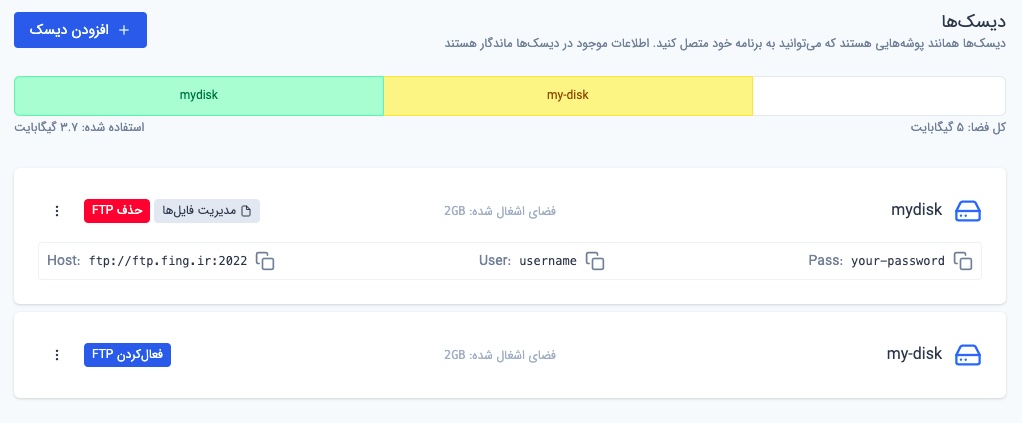 دیسک‌ها
افزودن دیسک +
دیسک‌ها همانند پوشه‌هایی هستند که می‌توانید به برنامه خود متصل کنید. اطلاعات موجود در دیسک‌ها ماندگار هستند
my-disk
mydisk
کل فضا: ۵ گیگابایت
استفاده شده: ۳.۷ گیگابایت
mydisk
فضای اشغال شده: 2GB
مدیریت فایل‌ها
حذف FTP
Host: ftp://ftp.fing.ir:2022
User: username
Pass: your-password
my-disk
فضای اشغال شده: 2GB
فعال‌کردن FTP